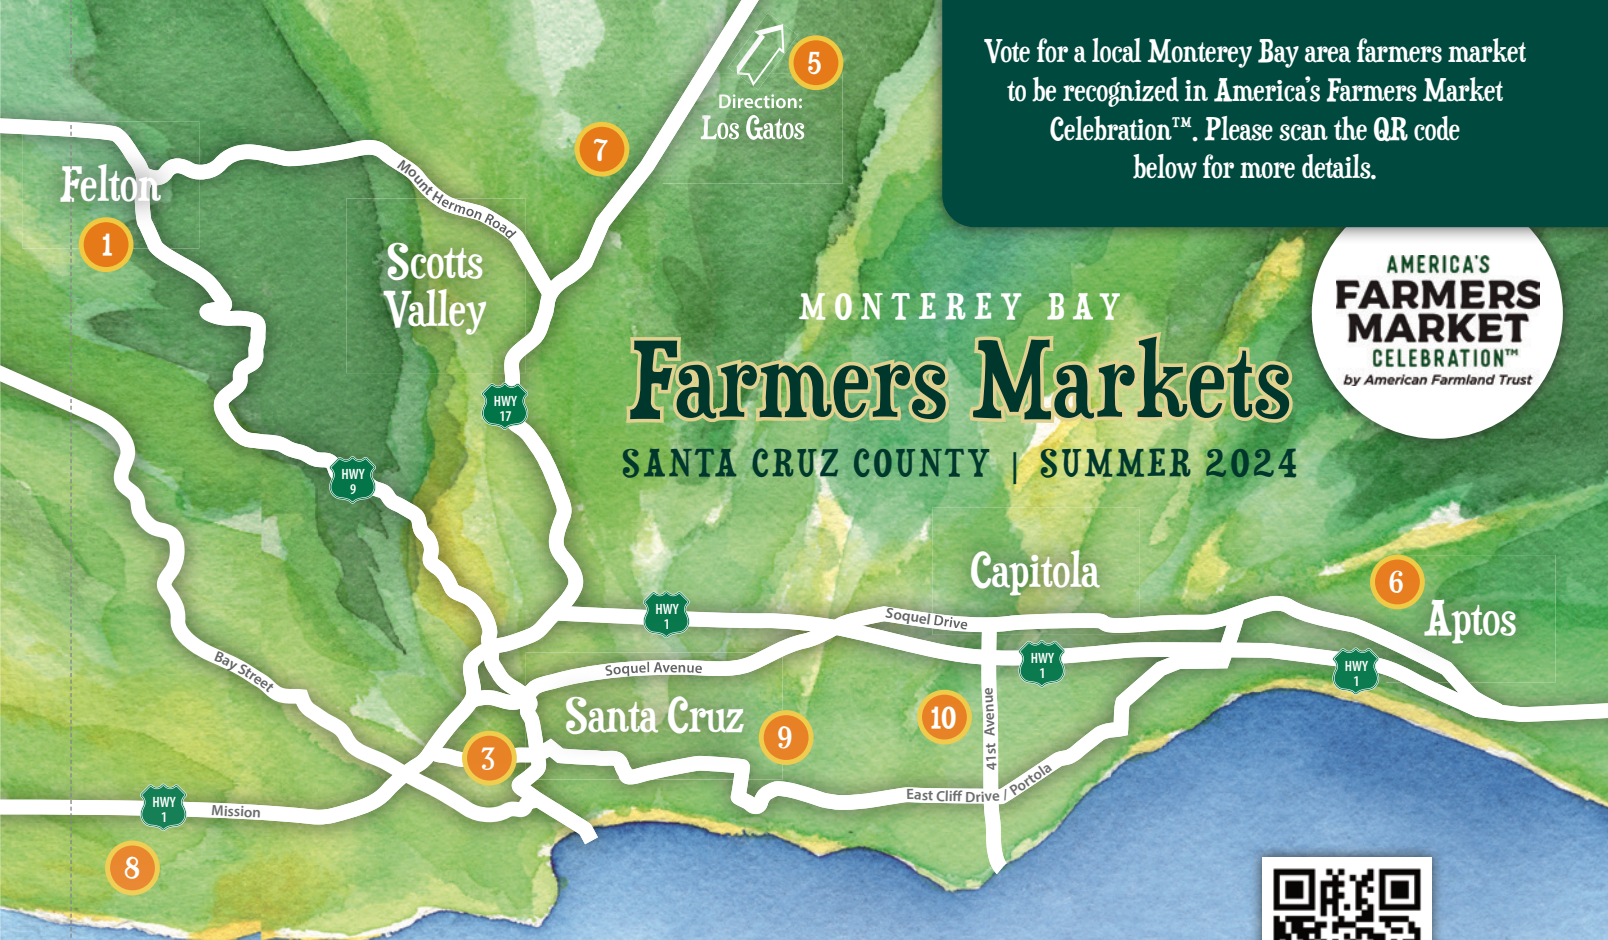 Vote for a local Monterey Bay area farmers market
to be recognized in America's Farmers Market
Celebration™. Please scan the QR code
below for more details.
5
Direction:
Los Gatos
7
Felton
1
Mount Hermon Road
Scotts
Valley
AMERICA'S
FARMERS
MARKET
CELEBRATION™
by American Farmland Trust
MONTEREY BAY
Farmers Markets
SANTA CRUZ COUNTY | SUMMER 2024
HWY
17
HWY
9
Capitola
6
Aptos
HWY
1
Soquel Drive
HWY
1
HWY
1
Soquel Avenue
Bay Street
Santa Cruz
9
10
41st Avenue
3
East Cliff Drive / Portola
HWY
1
Mission
8